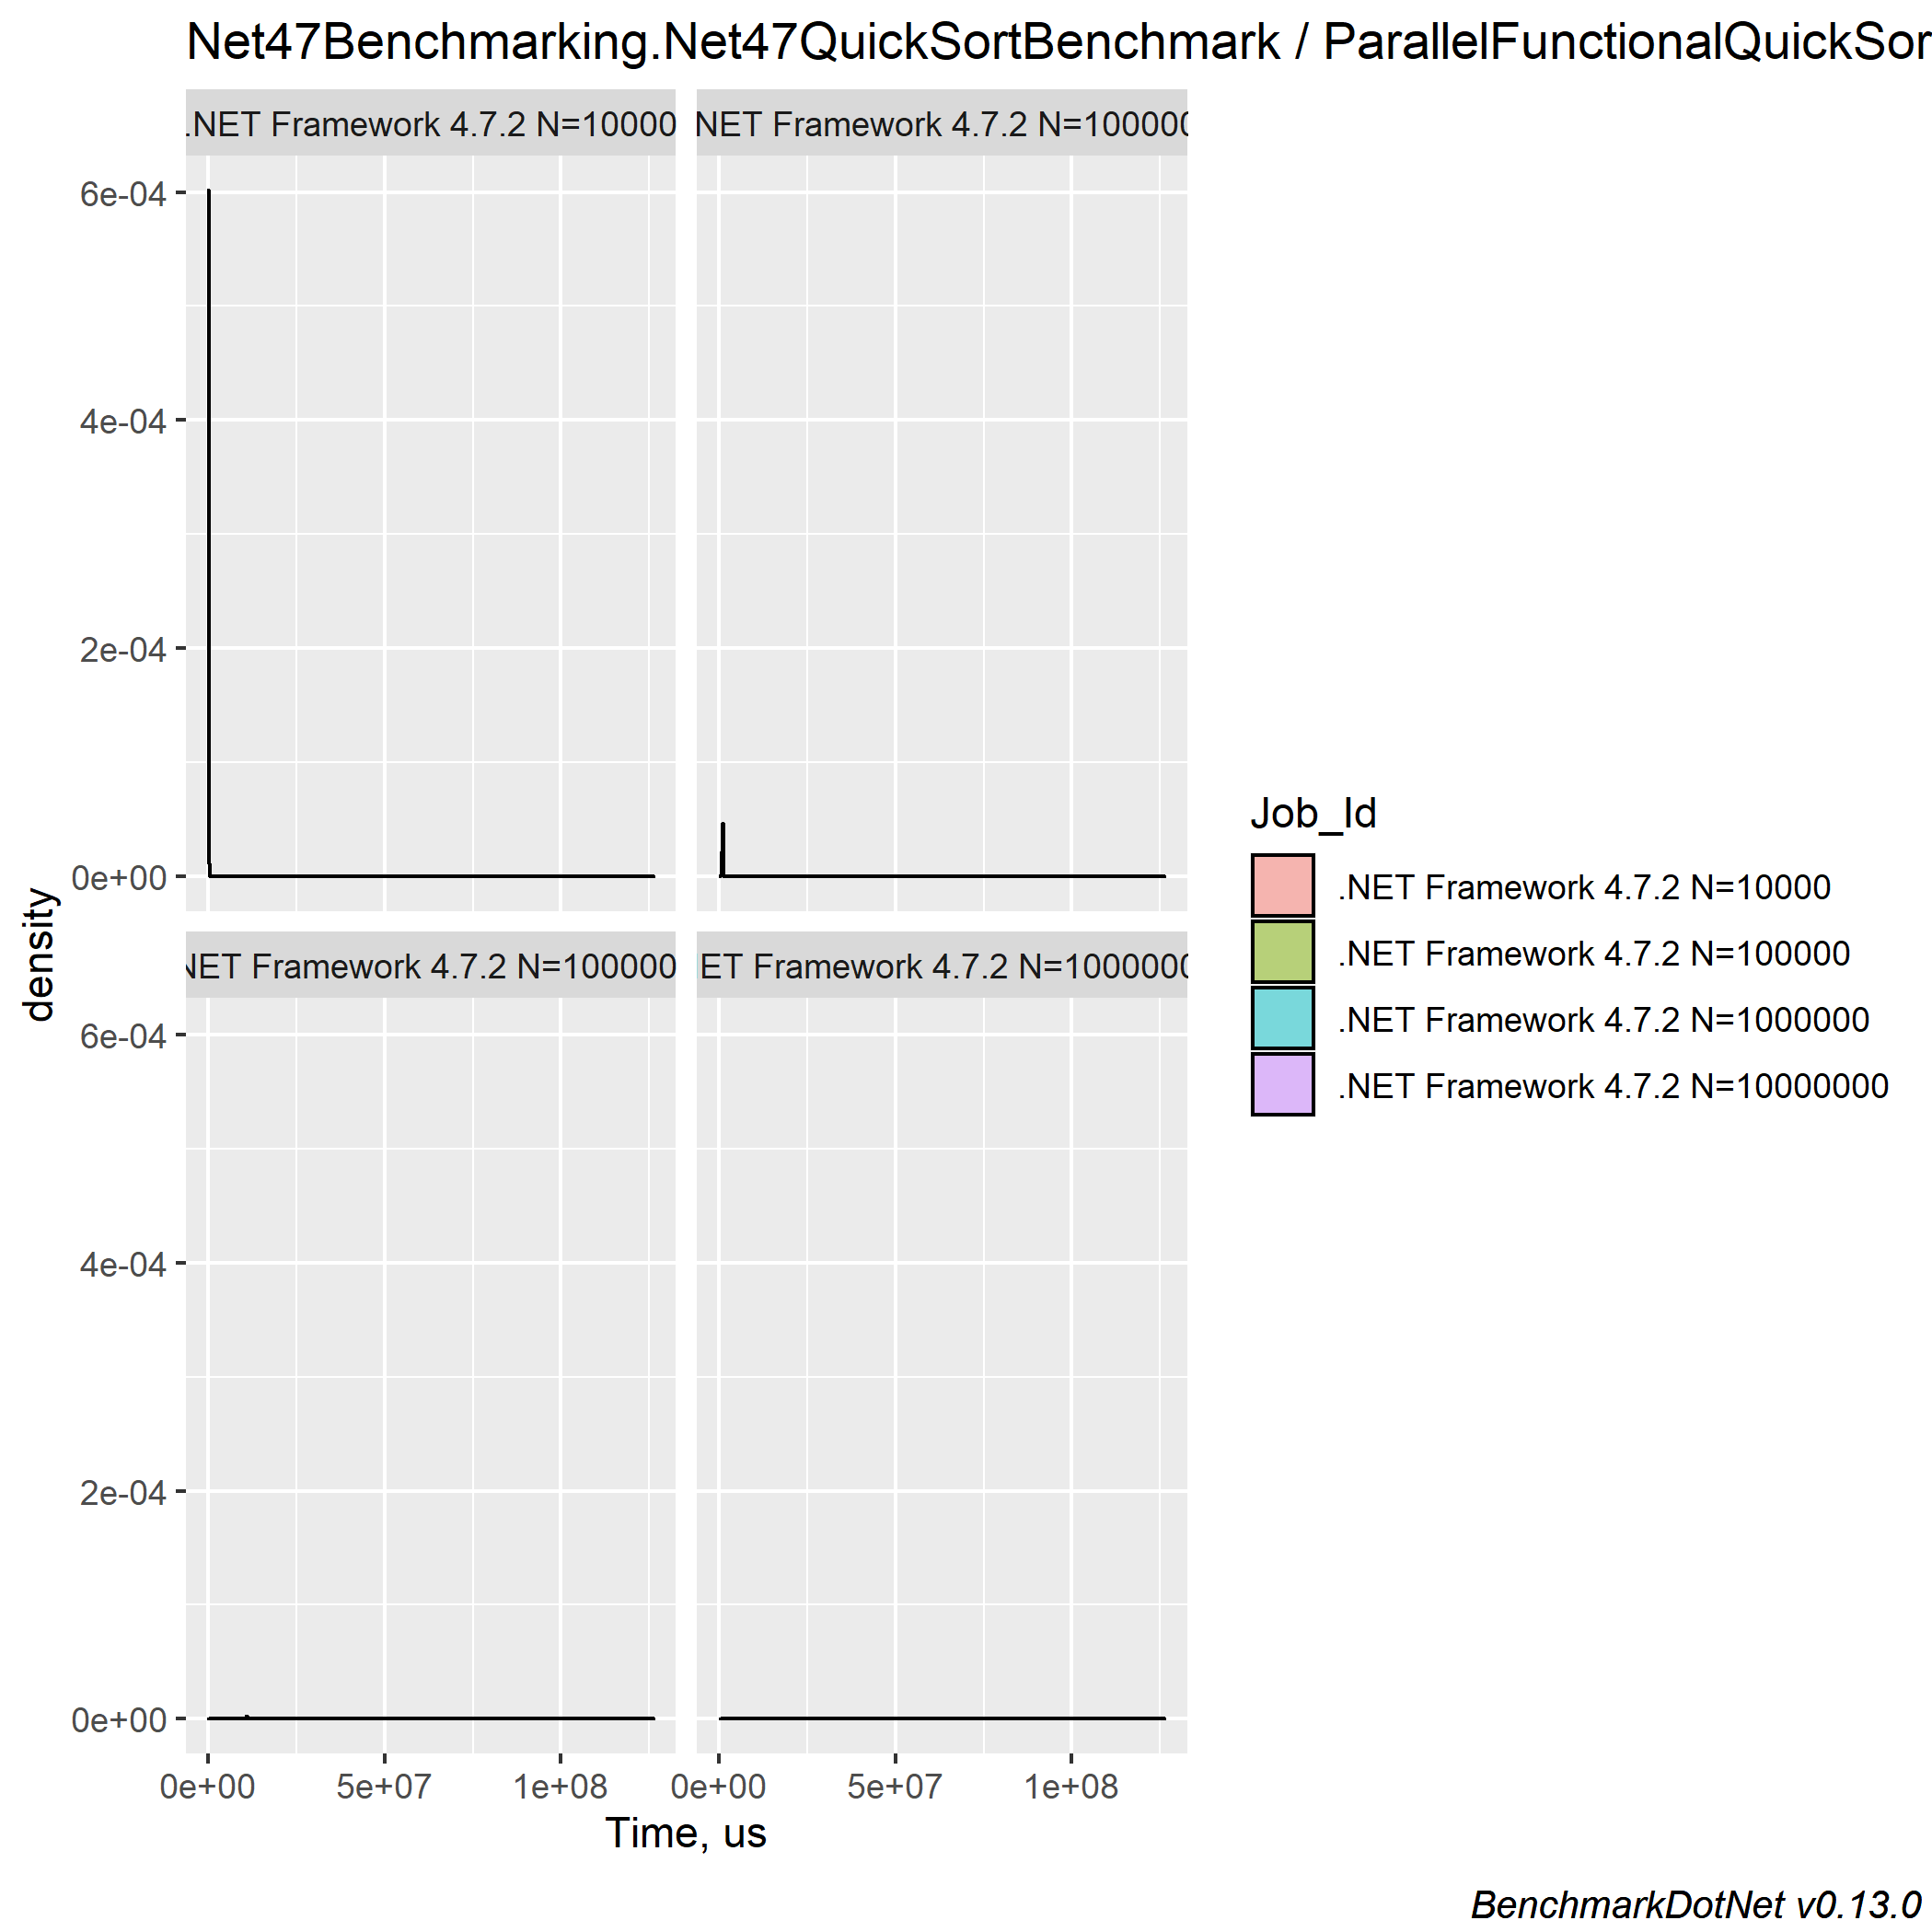 Net47Benchmarking.Net47QuickSortBenchmark / ParallelFunctionalQuickSor
.NET Framework 4.7.2 N=10000
NET Framework 4.7.2 N=100000
6e-04
4e-04
2e-04
0e+00
NET Framework 4.7.2 N=100000
ET Framework 4.7.2 N=1000000
6e-04
4e-04
2e-04
0e+00
0e+00 5e+07 1e+08
0e+00 5e+07 1e+08
Time, us
density
Job_Id
.NET Framework 4.7.2 N=10000
.NET Framework 4.7.2 N=100000
.NET Framework 4.7.2 N=1000000
.NET Framework 4.7.2 N=10000000
BenchmarkDotNet v0.13.0